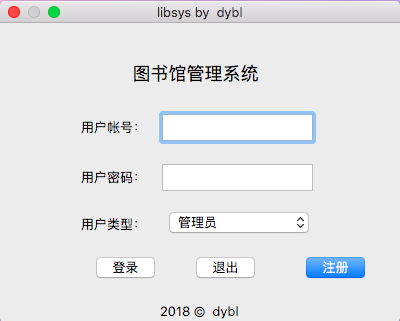 libsys by  dybl
图书馆管理系统
用户帐号：
用户密码：
用户类型： 管理员
登录 退出 注册
2018 ©  dybl